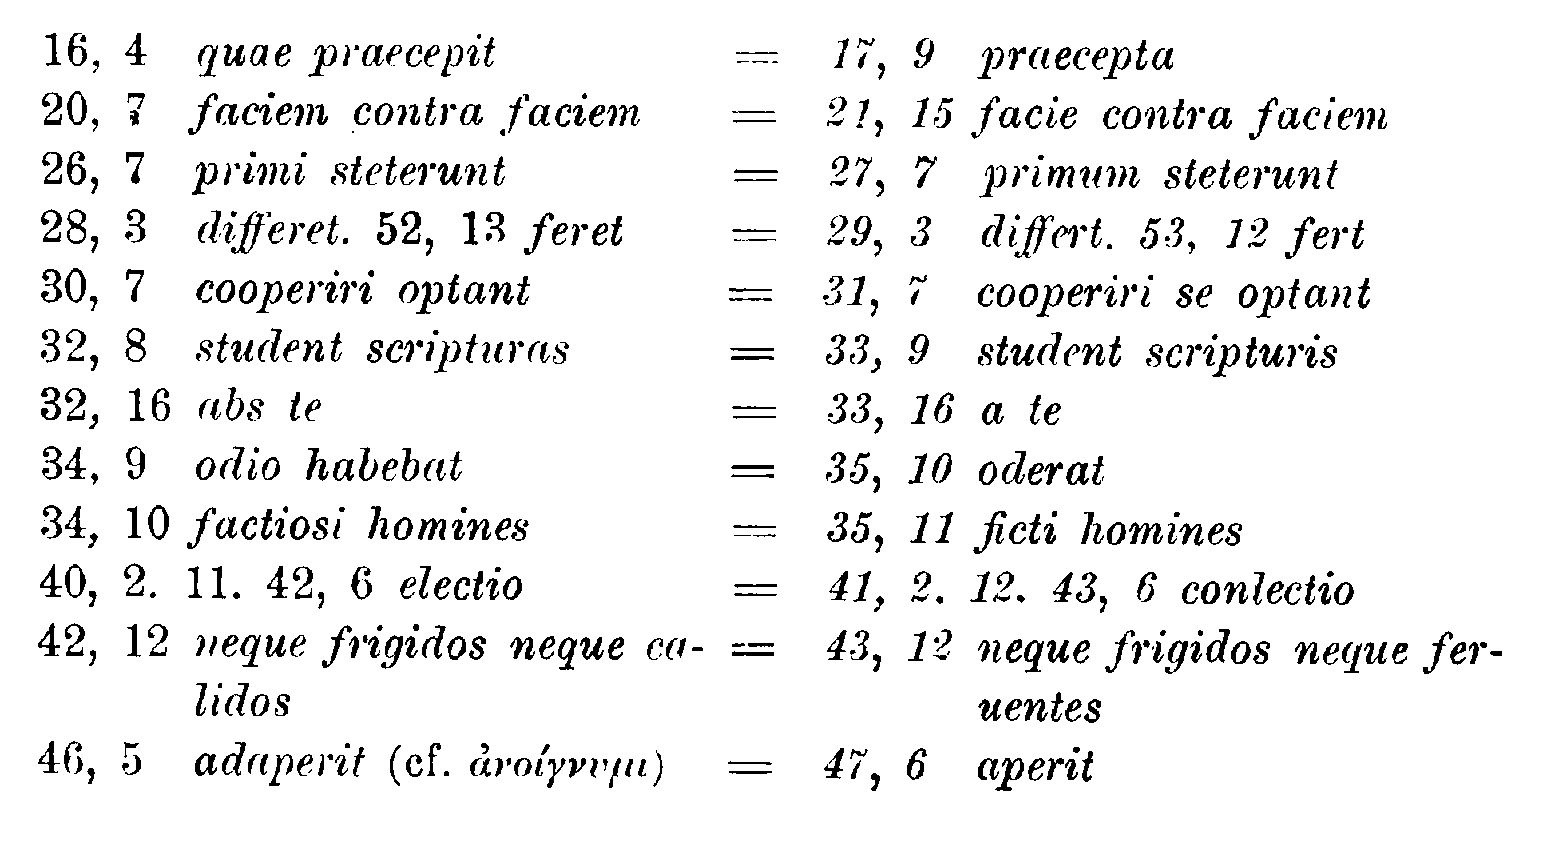 16, 4 quae praecepit = 17, 9 praecepta
20, 7 faciem contra faciem = 21, 15 facie contra faciem
26, 7 primi steterunt = 27, 7 primum steterunt
28, 3 differet. 52, 13 feret = 29, 3 differt. 53, 12 fert
30, 7 cooperiri optant = 31, 7 cooperiri se optant
32, 8 student scripturas = 33, 9 student scripturis
32, 16 abs te = 33, 16 a te
34, 9 odio habebat = 35, 10 oderat
34, 10 factiosi homines = 35, 11 ficti homines
40, 2. 11. 42, 6 electio = 41, 2. 12. 43, 6 conlectio
42, 12 neque frigidos neque ca- = 43, 12 neque frigidos neque fer-
lidos uentes
46, 5 adaperit (cf. ἀνοίγνυμι) = 47, 6 aperit